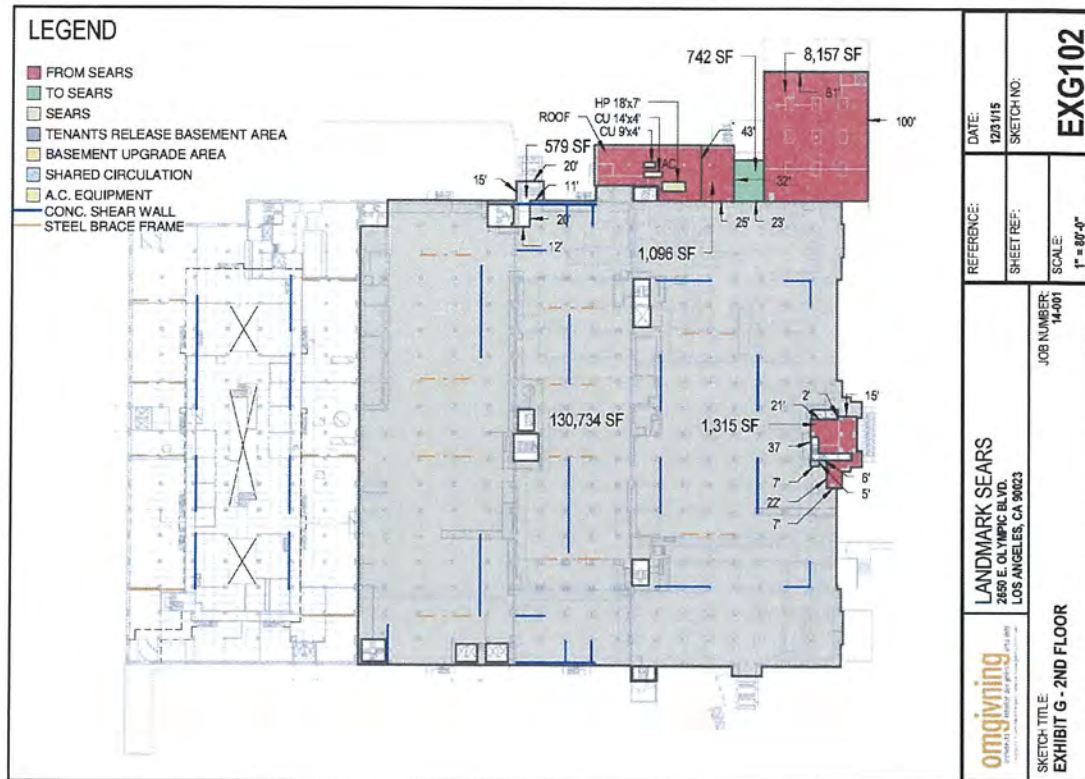 LEGEND
FROM SEARS
TO SEARS
SEARS
TENANTS RELEASE BASEMENT AREA
BASEMENT UPGRADE AREA
SHARED CIRCULATION
A.C. EQUIPMENT
CONC. SHEAR WALL
STEEL BRACE FRAME
742 SF
8,157 SF
HP 18'x7'
CU 14'x4'
CU 9'x4'
ROOF
579 SF
AC
61'
100'
43'
32'
15'
20'
11'
20'
12'
25'
23'
1,096 SF
130,734 SF
1,315 SF
21'
2'
15'
37
7'
6'
5'
22'
7'
DATE:
12/31/15
SKETCH NO:
EXG102
REFERENCE:
SHEET REF:
SCALE:
1" = 80'-0"
LANDMARK SEARS
2650 E. OLYMPIC BLVD.
LOS ANGELES, CA 90023
JOB NUMBER:
14-001
omgivning
SKETCH TITLE:
EXHIBIT G - 2ND FLOOR